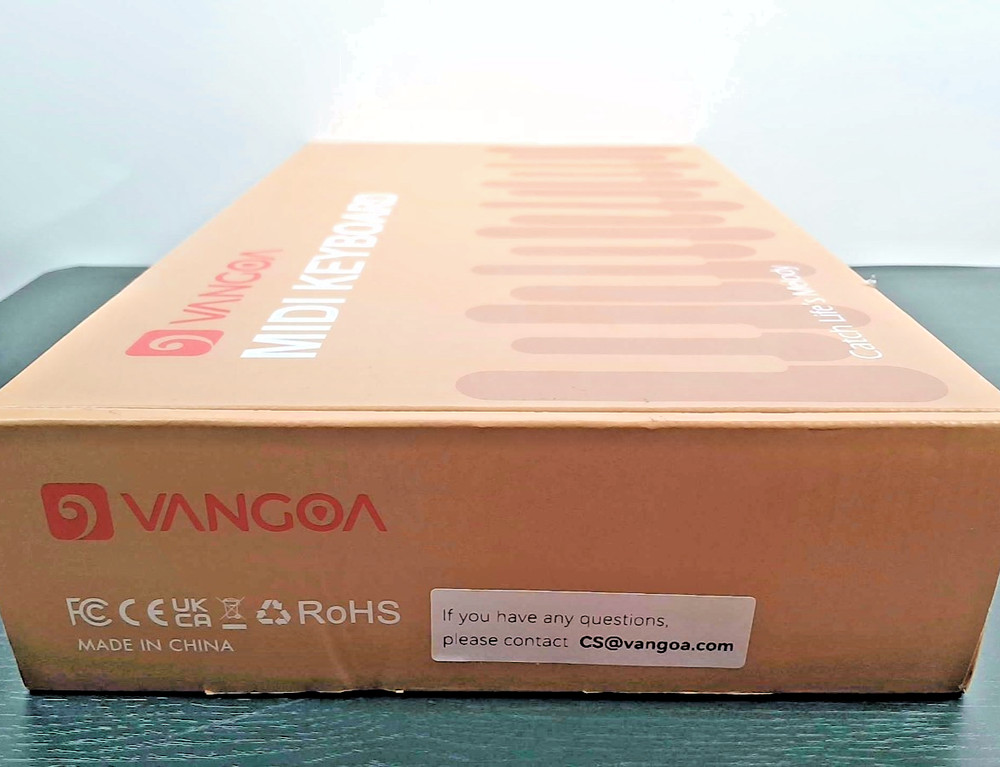 VANGOA
MIDI KEYBOARD
Catch Life's Melody
VANGOA
FC CE UK CA RoHS
MADE IN CHINA
If you have any questions,
please contact CS@vangoa.com